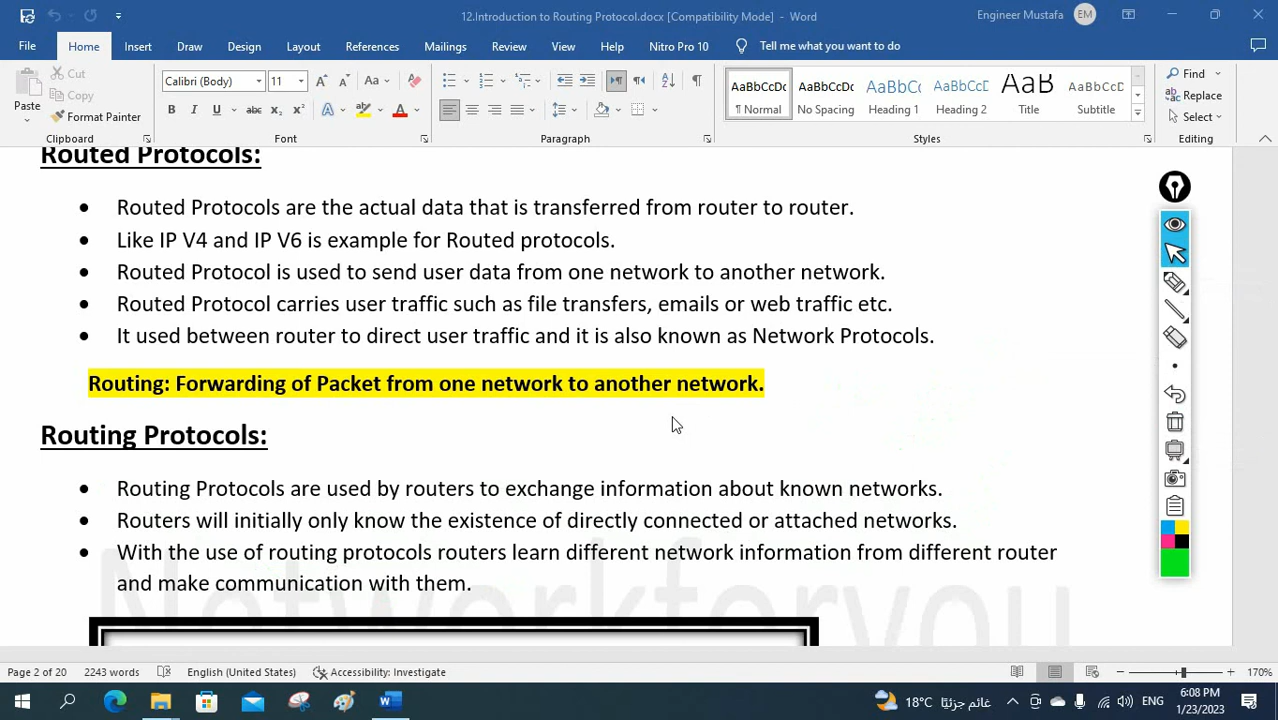 12.Introduction to Routing Protocol.docx [Compatibility Mode] - Word
Engineer Mustafa EM
File Home Insert Draw Design Layout References Mailings Review View Help Nitro Pro 10 Tell me what you want to do
Paste
Cut
Copy
Format Painter
Clipboard
Calibri (Body) 11 A A Aa A
B I U abc x₂ x² A A
Font
Paragraph
AaBbCcDc AaBbCcDc AaBbC AaBbCcD AaB AaBbCcD
¶ Normal No Spacing Heading 1 Heading 2 Title Subtitle
Styles
Find
Replace
Select
Editing
Routed Protocols:
• Routed Protocols are the actual data that is transferred from router to router.
• Like IP V4 and IP V6 is example for Routed protocols.
• Routed Protocol is used to send user data from one network to another network.
• Routed Protocol carries user traffic such as file transfers, emails or web traffic etc.
• It used between router to direct user traffic and it is also known as Network Protocols.
Routing: Forwarding of Packet from one network to another network.
Routing Protocols:
• Routing Protocols are used by routers to exchange information about known networks.
• Routers will initially only know the existence of directly connected or attached networks.
• With the use of routing protocols routers learn different network information from different router
and make communication with them.
Networkforyou
Page 2 of 20 2243 words English (United States) Accessibility: Investigate 170%
18°C غائم جزئيًا ENG
6:08 PM
1/23/2023